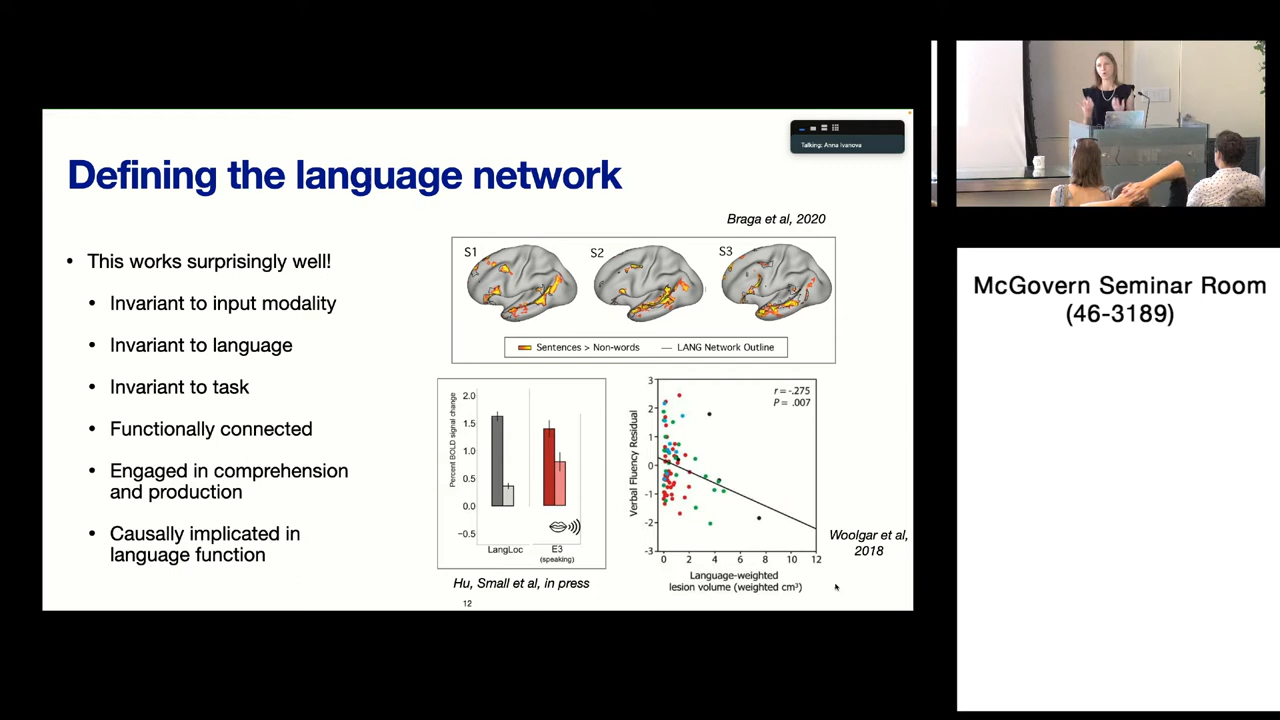 Talking: Anna Ivanova
Defining the language network
• This works surprisingly well!
• Invariant to input modality
• Invariant to language
• Invariant to task
• Functionally connected
• Engaged in comprehension
and production
• Causally implicated in
language function
Braga et al, 2020
S1
S2
S3
Sentences > Non-words
LANG Network Outline
Percent BOLD signal change
2.0
1.5
1.0
0.5
0.0
−0.5
LangLoc
E3
(speaking)
Hu, Small et al, in press
Verbal Fluency Residual
3
2
1
0
-1
-2
-3
r = -.275
P = .007
0 2 4 6 8 10 12
Language-weighted
lesion volume (weighted cm³)
Woolgar et al,
2018
12
McGovern Seminar Room
(46-3189)